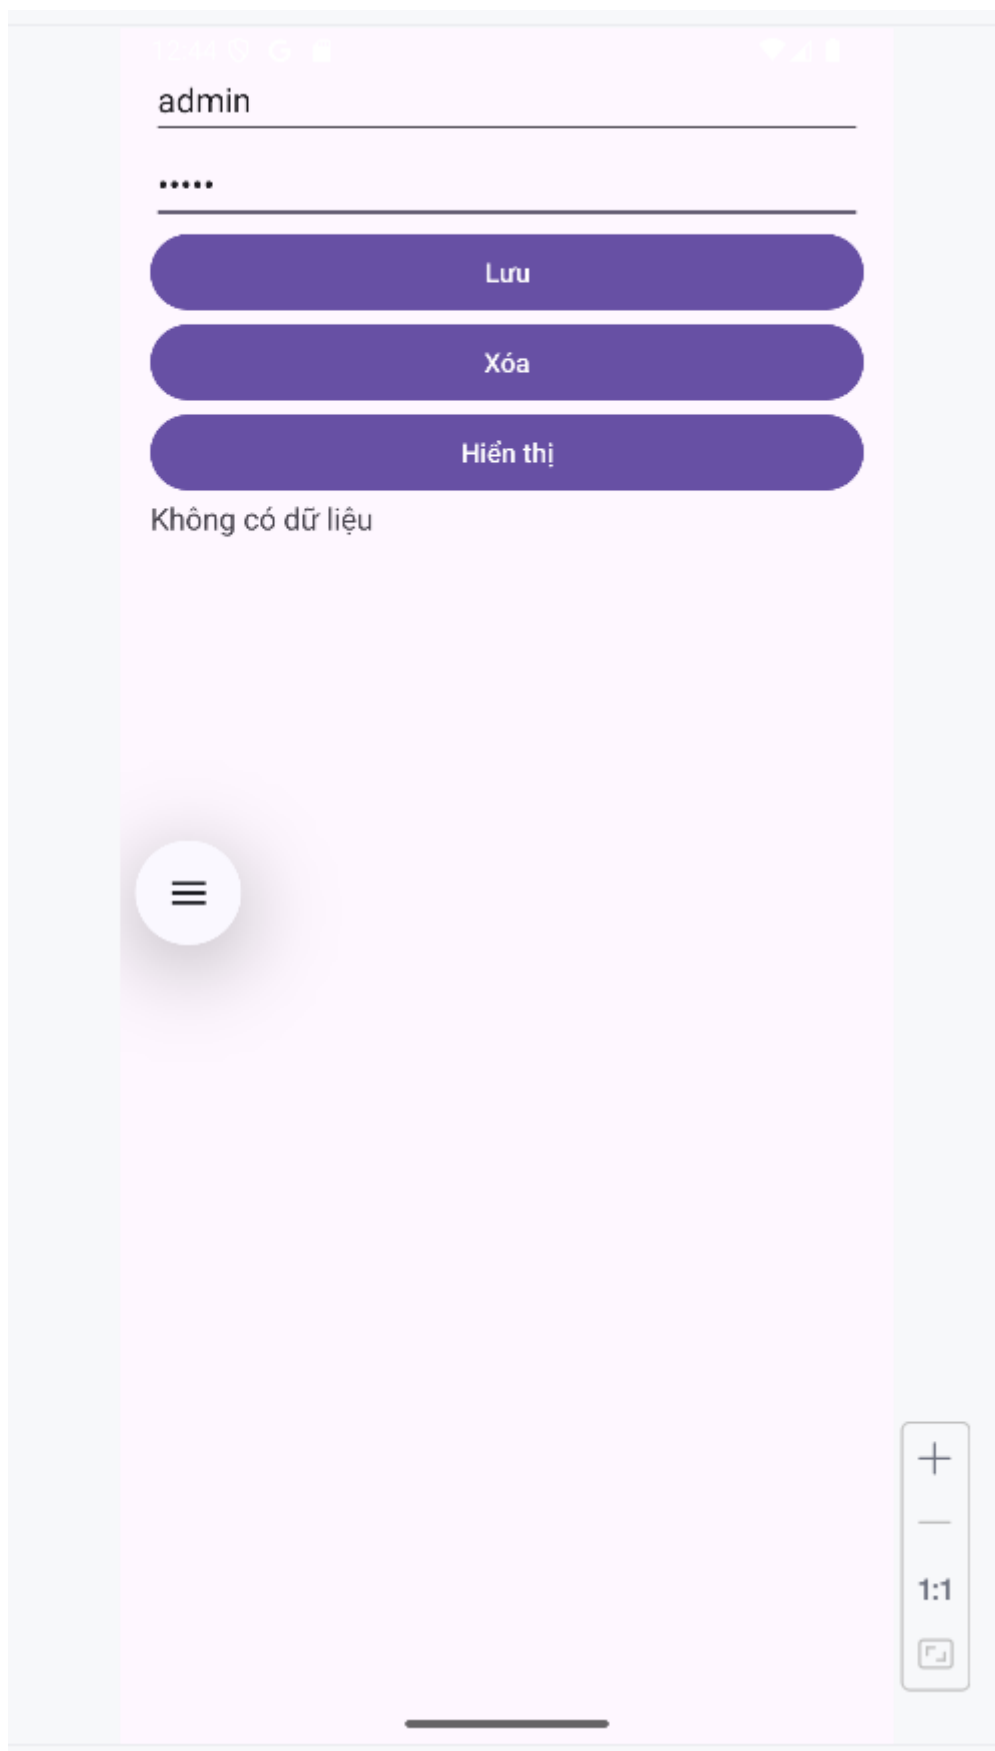 admin
•••••
Lưu
Xóa
Hiển thị
Không có dữ liệu
1:1